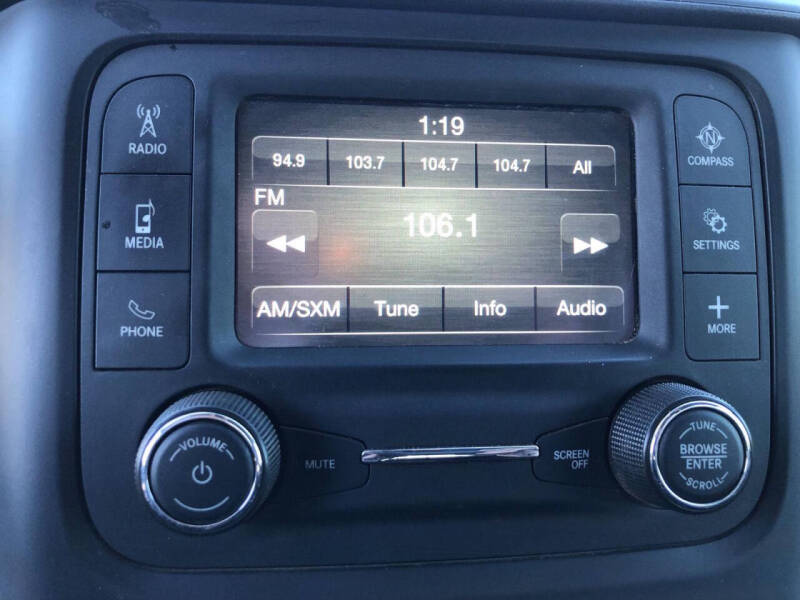 1:19
94.9 103.7 104.7 104.7 All
FM
106.1
AM/SXM Tune Info Audio
RADIO
MEDIA
PHONE
N
COMPASS
SETTINGS
MORE
VOLUME
MUTE
SCREEN
OFF
TUNE
BROWSE
ENTER
SCROLL